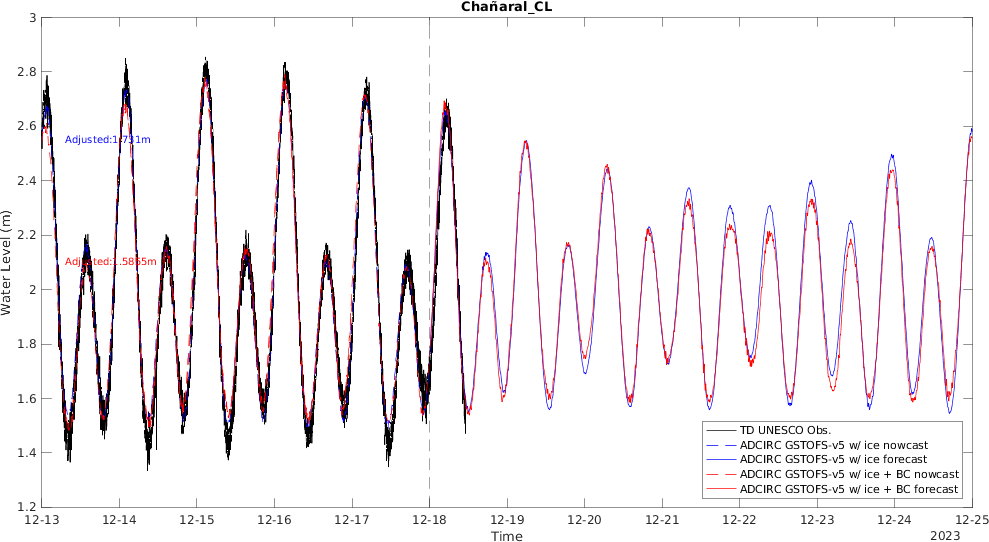 Chañaral_CL
3
2.8
2.6
2.4
2.2
2
1.8
1.6
1.4
1.2
Water Level (m)
Adjusted:1.731m
Adjusted:1.5865m
TD UNESCO Obs.
ADCIRC GSTOFS-v5 w/ ice nowcast
ADCIRC GSTOFS-v5 w/ ice forecast
ADCIRC GSTOFS-v5 w/ ice + BC nowcast
ADCIRC GSTOFS-v5 w/ ice + BC forecast
12-13 12-14 12-15 12-16 12-17 12-18 12-19 12-20 12-21 12-22 12-23 12-24 12-25
Time
2023